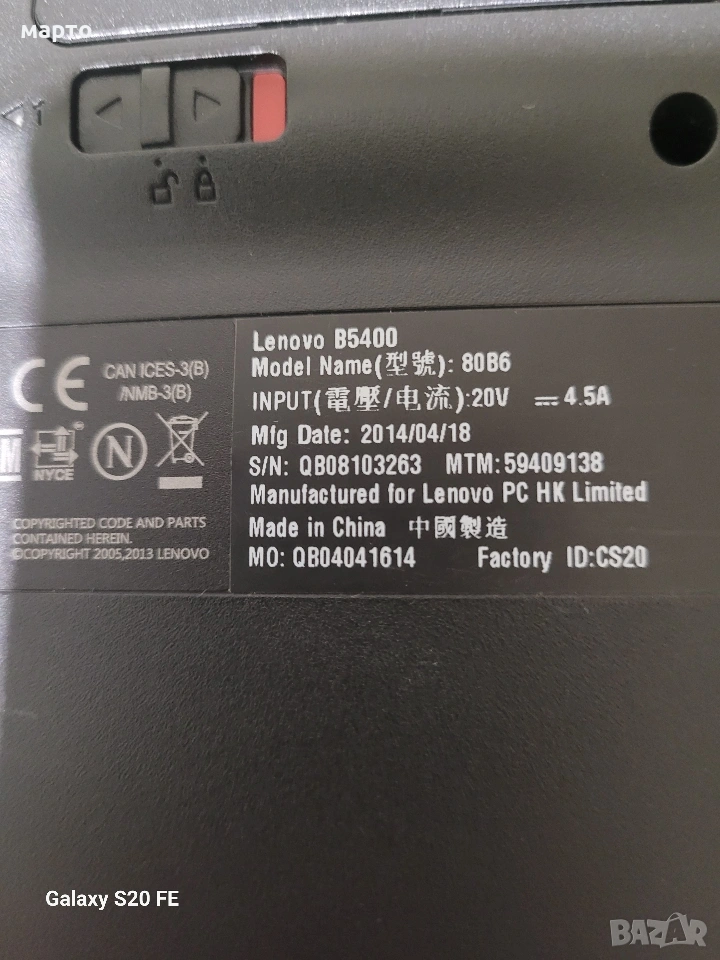 марто
1
CAN ICES-3(B)
/NMB-3(B)
NYCE
N
COPYRIGHTED CODE AND PARTS
CONTAINED HEREIN.
©COPYRIGHT 2005,2013 LENOVO
Lenovo B5400
Model Name(型號): 80B6
INPUT(電壓/电流):20V ⎓ 4.5A
Mfg Date: 2014/04/18
S/N: QB08103263 MTM:59409138
Manufactured for Lenovo PC HK Limited
Made in China 中國製造
MO: QB04041614 Factory ID:CS20
Galaxy S20 FE
BAZAR